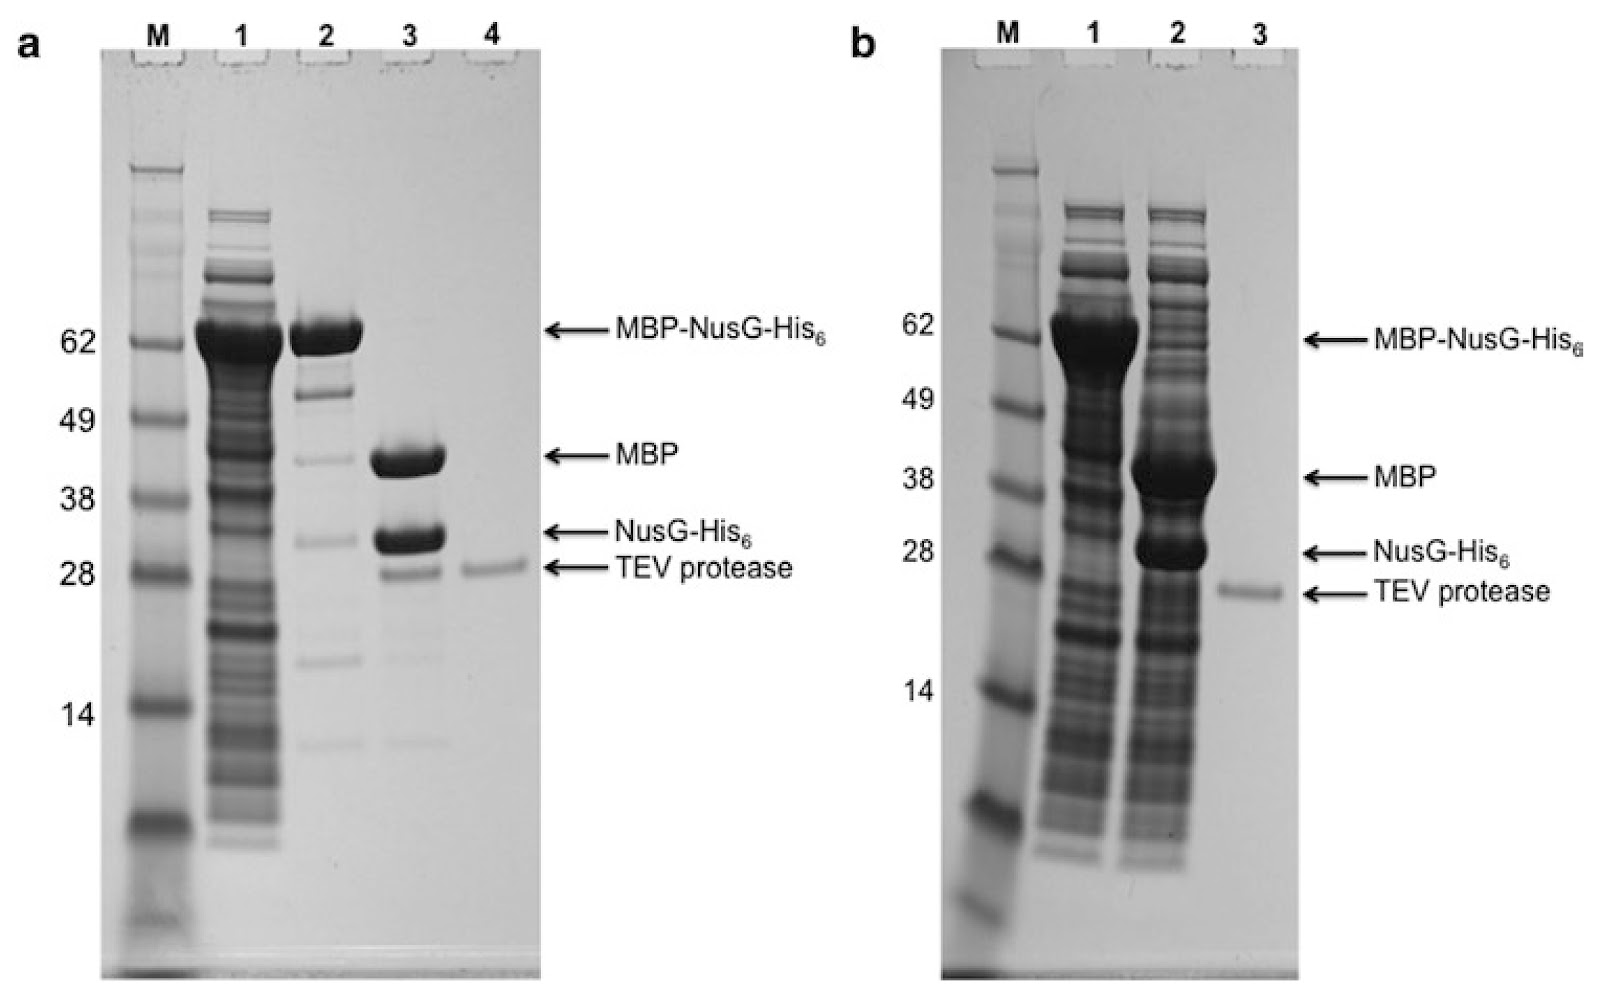 a
M 1 2 3 4
62
49
38
28
14
MBP-NusG-His6
MBP
NusG-His6
TEV protease
b
M 1 2 3
62
49
38
28
14
MBP-NusG-His6
MBP
NusG-His6
TEV protease